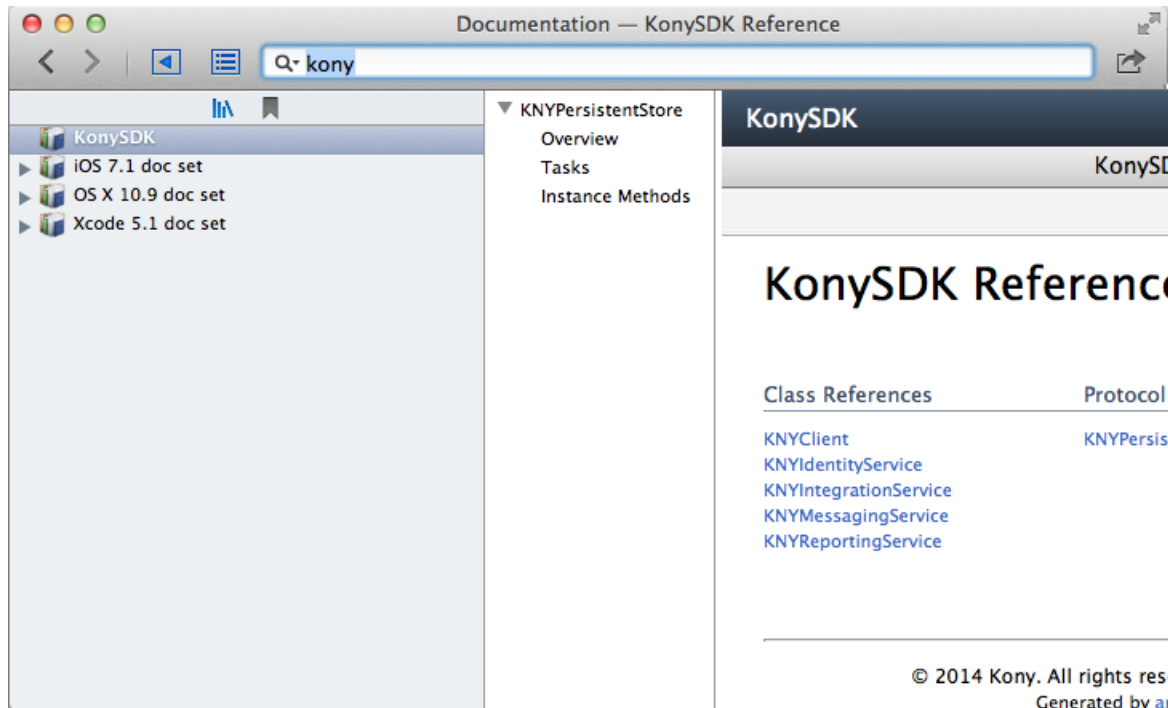 Documentation — KonySDK Reference
kony
KonySDK
iOS 7.1 doc set
OS X 10.9 doc set
Xcode 5.1 doc set
KNYPersistentStore
Overview
Tasks
Instance Methods
KonySDK
KonySD
KonySDK Reference
Class References
KNYClient
KNYIdentityService
KNYIntegrationService
KNYMessagingService
KNYReportingService
Protocol
KNYPersis
© 2014 Kony. All rights res
Generated by a